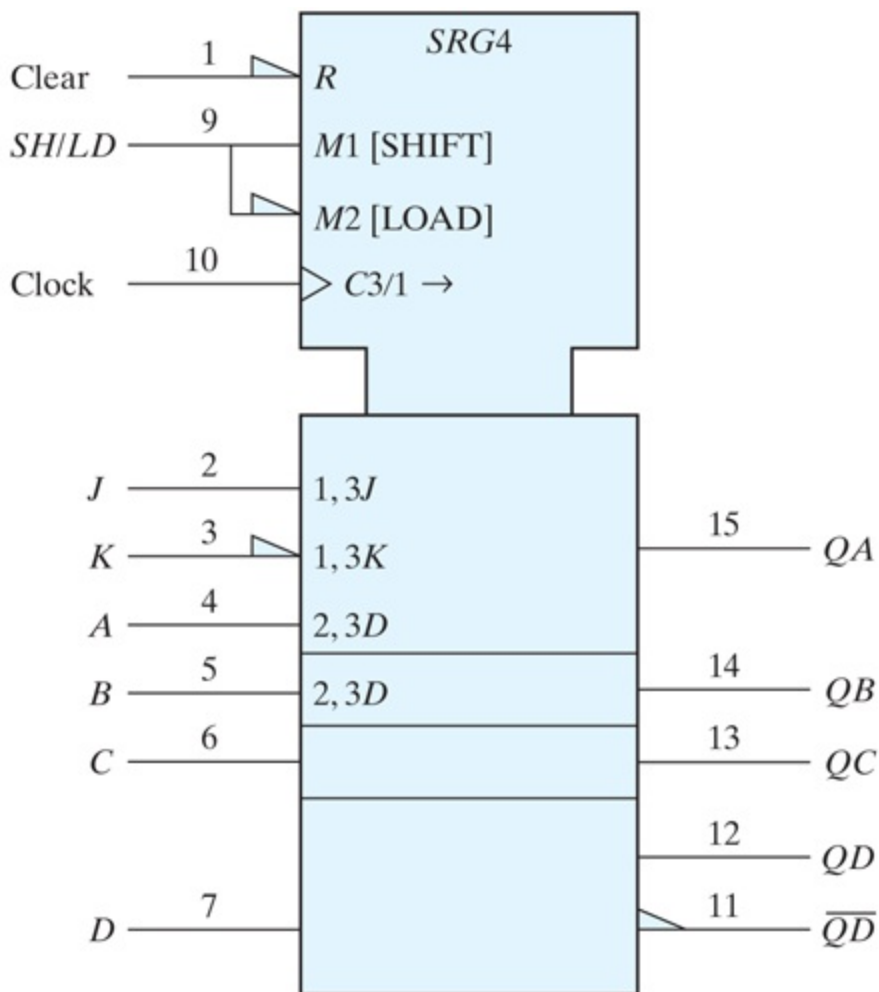 SRG4
1
Clear R
9
SH/LD M1 [SHIFT]
M2 [LOAD]
10
Clock C3/1 →
2
J 1, 3J
3
K 1, 3K
15
QA
4
A 2, 3D
5
B 2, 3D
14
QB
6
C
13
QC
12
QD
7
D
11
Q̅D̅